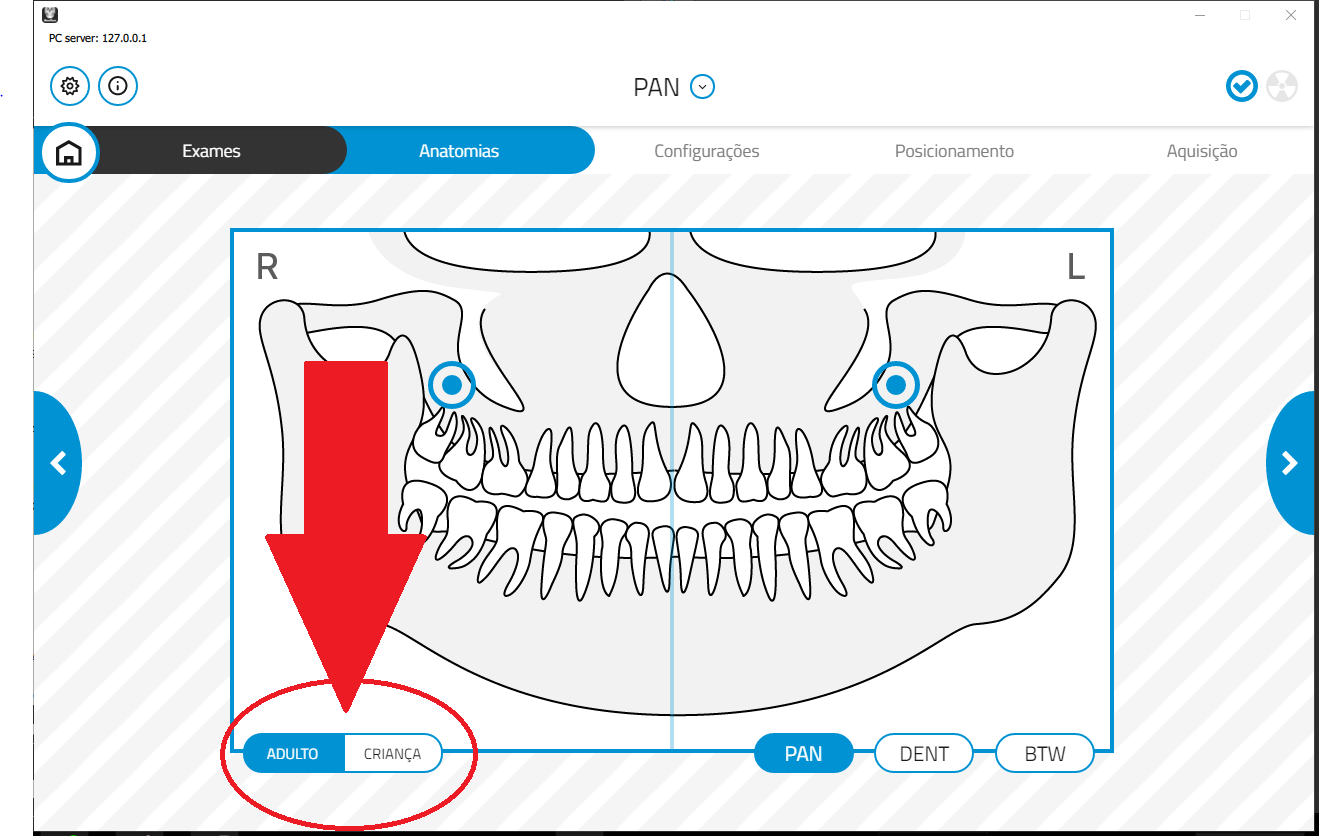 PC server: 127.0.0.1
PAN
Exames Anatomias Configurações Posicionamento Aquisição
R L
ADULTO CRIANÇA PAN DENT BTW